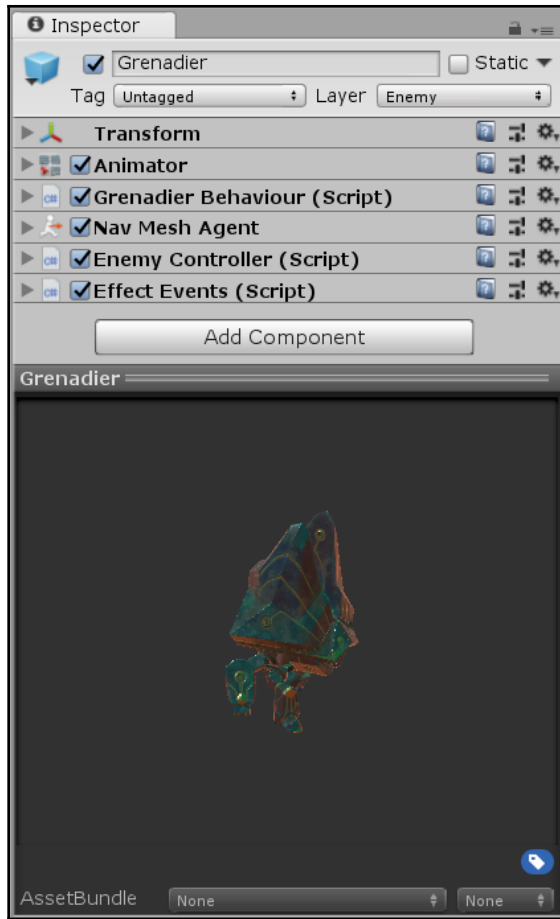 Inspector
Grenadier Static
Tag Untagged Layer Enemy
Transform
Animator
Grenadier Behaviour (Script)
Nav Mesh Agent
Enemy Controller (Script)
Effect Events (Script)
Add Component
Grenadier
AssetBundle None None